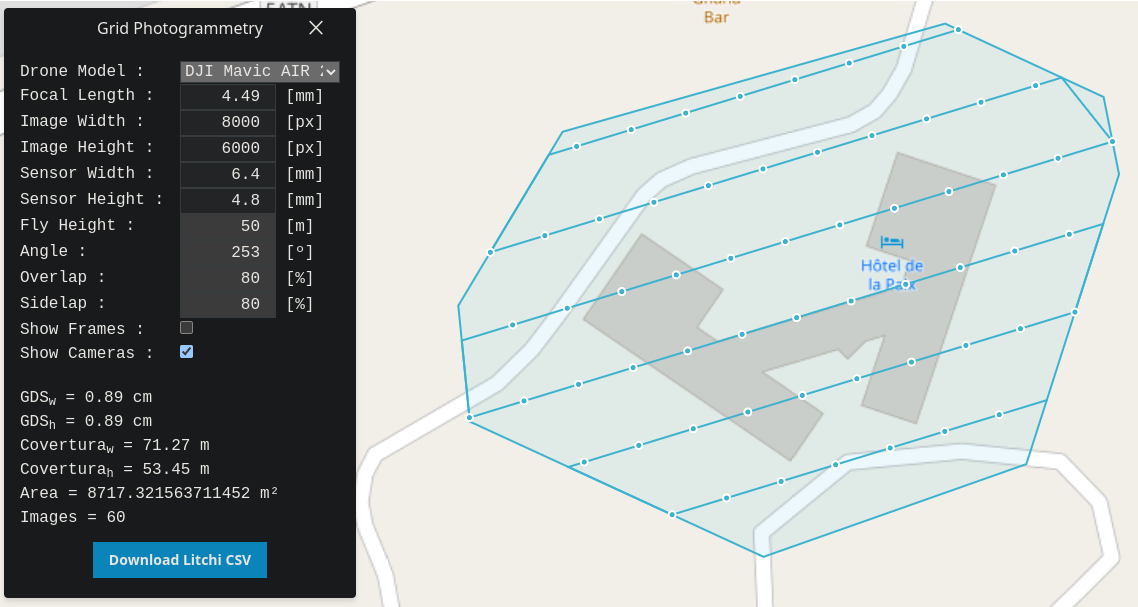 Grid Photogrammetry
Drone Model : DJI Mavic AIR
Focal Length : 4.49 [mm]
Image Width : 8000 [px]
Image Height : 6000 [px]
Sensor Width : 6.4 [mm]
Sensor Height : 4.8 [mm]
Fly Height : 50 [m]
Angle : 253 [º]
Overlap : 80 [%]
Sidelap : 80 [%]
Show Frames :
Show Cameras :
GDSw = 0.89 cm
GDSh = 0.89 cm
Coverturaw = 71.27 m
Coverturah = 53.45 m
Area = 8717.321563711452 m²
Images = 60
Download Litchi CSV
Bar
Hôtel de
la Paix